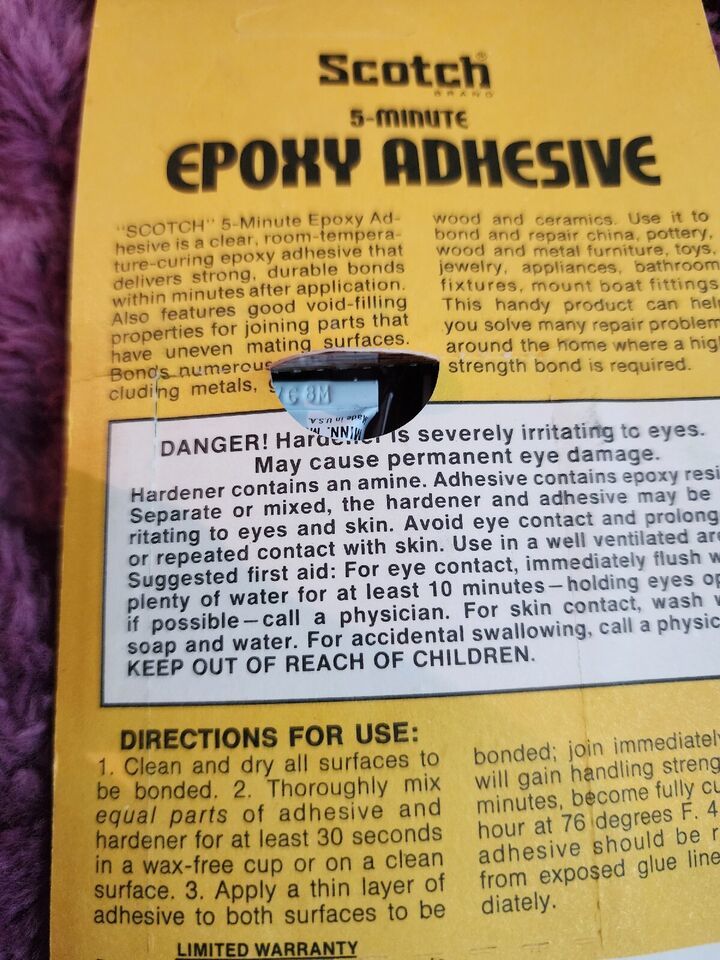 Scotch®
BRAND
5-MINUTE
EPOXY ADHESIVE
"SCOTCH" 5-Minute Epoxy Ad-
hesive is a clear, room-tempera-
ture-curing epoxy adhesive that
delivers strong, durable bonds
within minutes after application.
Also features good void-filling
properties for joining parts that
have uneven mating surfaces.
Bonds numerous
cluding metals,
wood and ceramics. Use it to
bond and repair china, pottery,
wood and metal furniture, toys,
jewelry, appliances, bathroom
fixtures, mount boat fittings
This handy product can hel
you solve many repair problem
around the home where a hig
strength bond is required.
8M
Made in U.S.A.
MINN.
DANGER! Hardener is severely irritating to eyes.
May cause permanent eye damage.
Hardener contains an amine. Adhesive contains epoxy resi
Separate or mixed, the hardener and adhesive may be
ritating to eyes and skin. Avoid eye contact and prolong
or repeated contact with skin. Use in a well ventilated ar
Suggested first aid: For eye contact, immediately flush w
plenty of water for at least 10 minutes—holding eyes op
if possible—call a physician. For skin contact, wash w
soap and water. For accidental swallowing, call a physic
KEEP OUT OF REACH OF CHILDREN.
DIRECTIONS FOR USE:
1. Clean and dry all surfaces to
be bonded. 2. Thoroughly mix
equal parts of adhesive and
hardener for at least 30 seconds
in a wax-free cup or on a clean
surface. 3. Apply a thin layer of
adhesive to both surfaces to be
bonded; join immediately
will gain handling streng
minutes, become fully cu
hour at 76 degrees F. 4
adhesive should be r
from exposed glue line
diately.
LIMITED WARRANTY